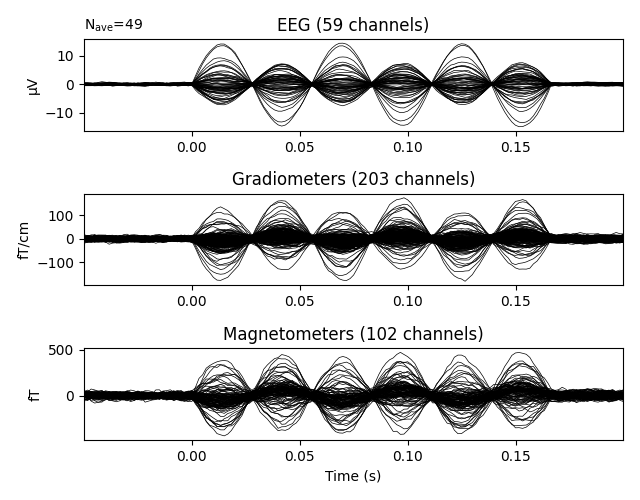 N_ave=49
EEG (59 channels)
10
0
−10
µV
0.00 0.05 0.10 0.15
Gradiometers (203 channels)
100
0
−100
fT/cm
0.00 0.05 0.10 0.15
Magnetometers (102 channels)
500
0
fT
0.00 0.05 0.10 0.15
Time (s)